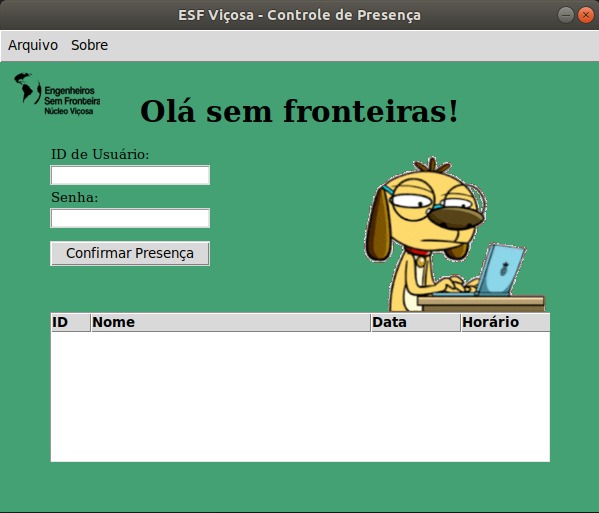 ESF Viçosa - Controle de Presença
Arquivo Sobre
Engenheiros
Sem Fronteira
Núcleo Viçosa
Olá sem fronteiras!
ID de Usuário:
Senha:
Confirmar Presença
ID Nome Data Horário